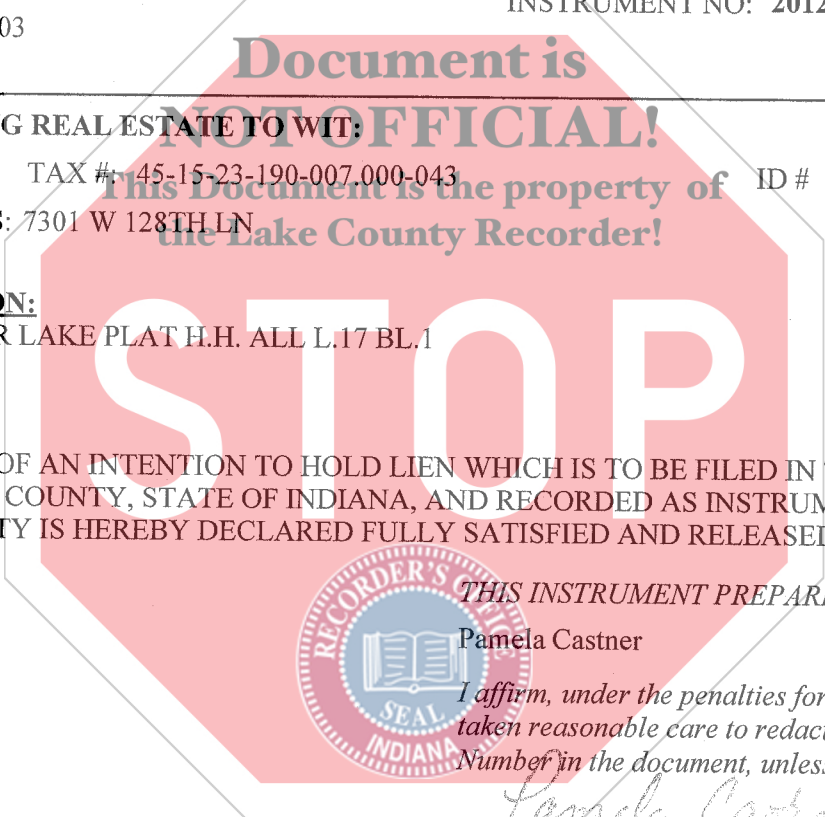 INSTRUMENT NO: 2012
03
Document is
NOT OFFICIAL!
G REAL ESTATE TO WIT:
TAX #: 45-15-23-190-007.000-043 ID #
This Document is the property of
S: 7301 W 128TH LN
the Lake County Recorder!
ON:
R LAKE PLAT H.H. ALL L.17 BL.1
STOP
OF AN INTENTION TO HOLD LIEN WHICH IS TO BE FILED IN
COUNTY, STATE OF INDIANA, AND RECORDED AS INSTRUM
TY IS HEREBY DECLARED FULLY SATISFIED AND RELEASED
RECORDER'S OFFICE
SEAL
INDIANA
THIS INSTRUMENT PREPAR
Pamela Castner
I affirm, under the penalties for
taken reasonable care to redact
Number in the document, unless
Pamela Cast